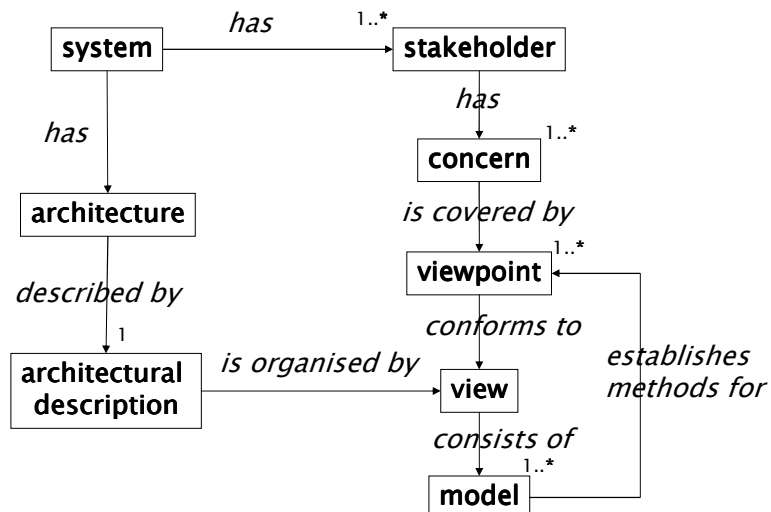 has
1..*
system
stakeholder
has
has
1..*
concern
architecture
is covered by
1..*
viewpoint
described by
conforms to
1
is organised by
establishes
methods for
architectural
description
view
consists of
1..*
model